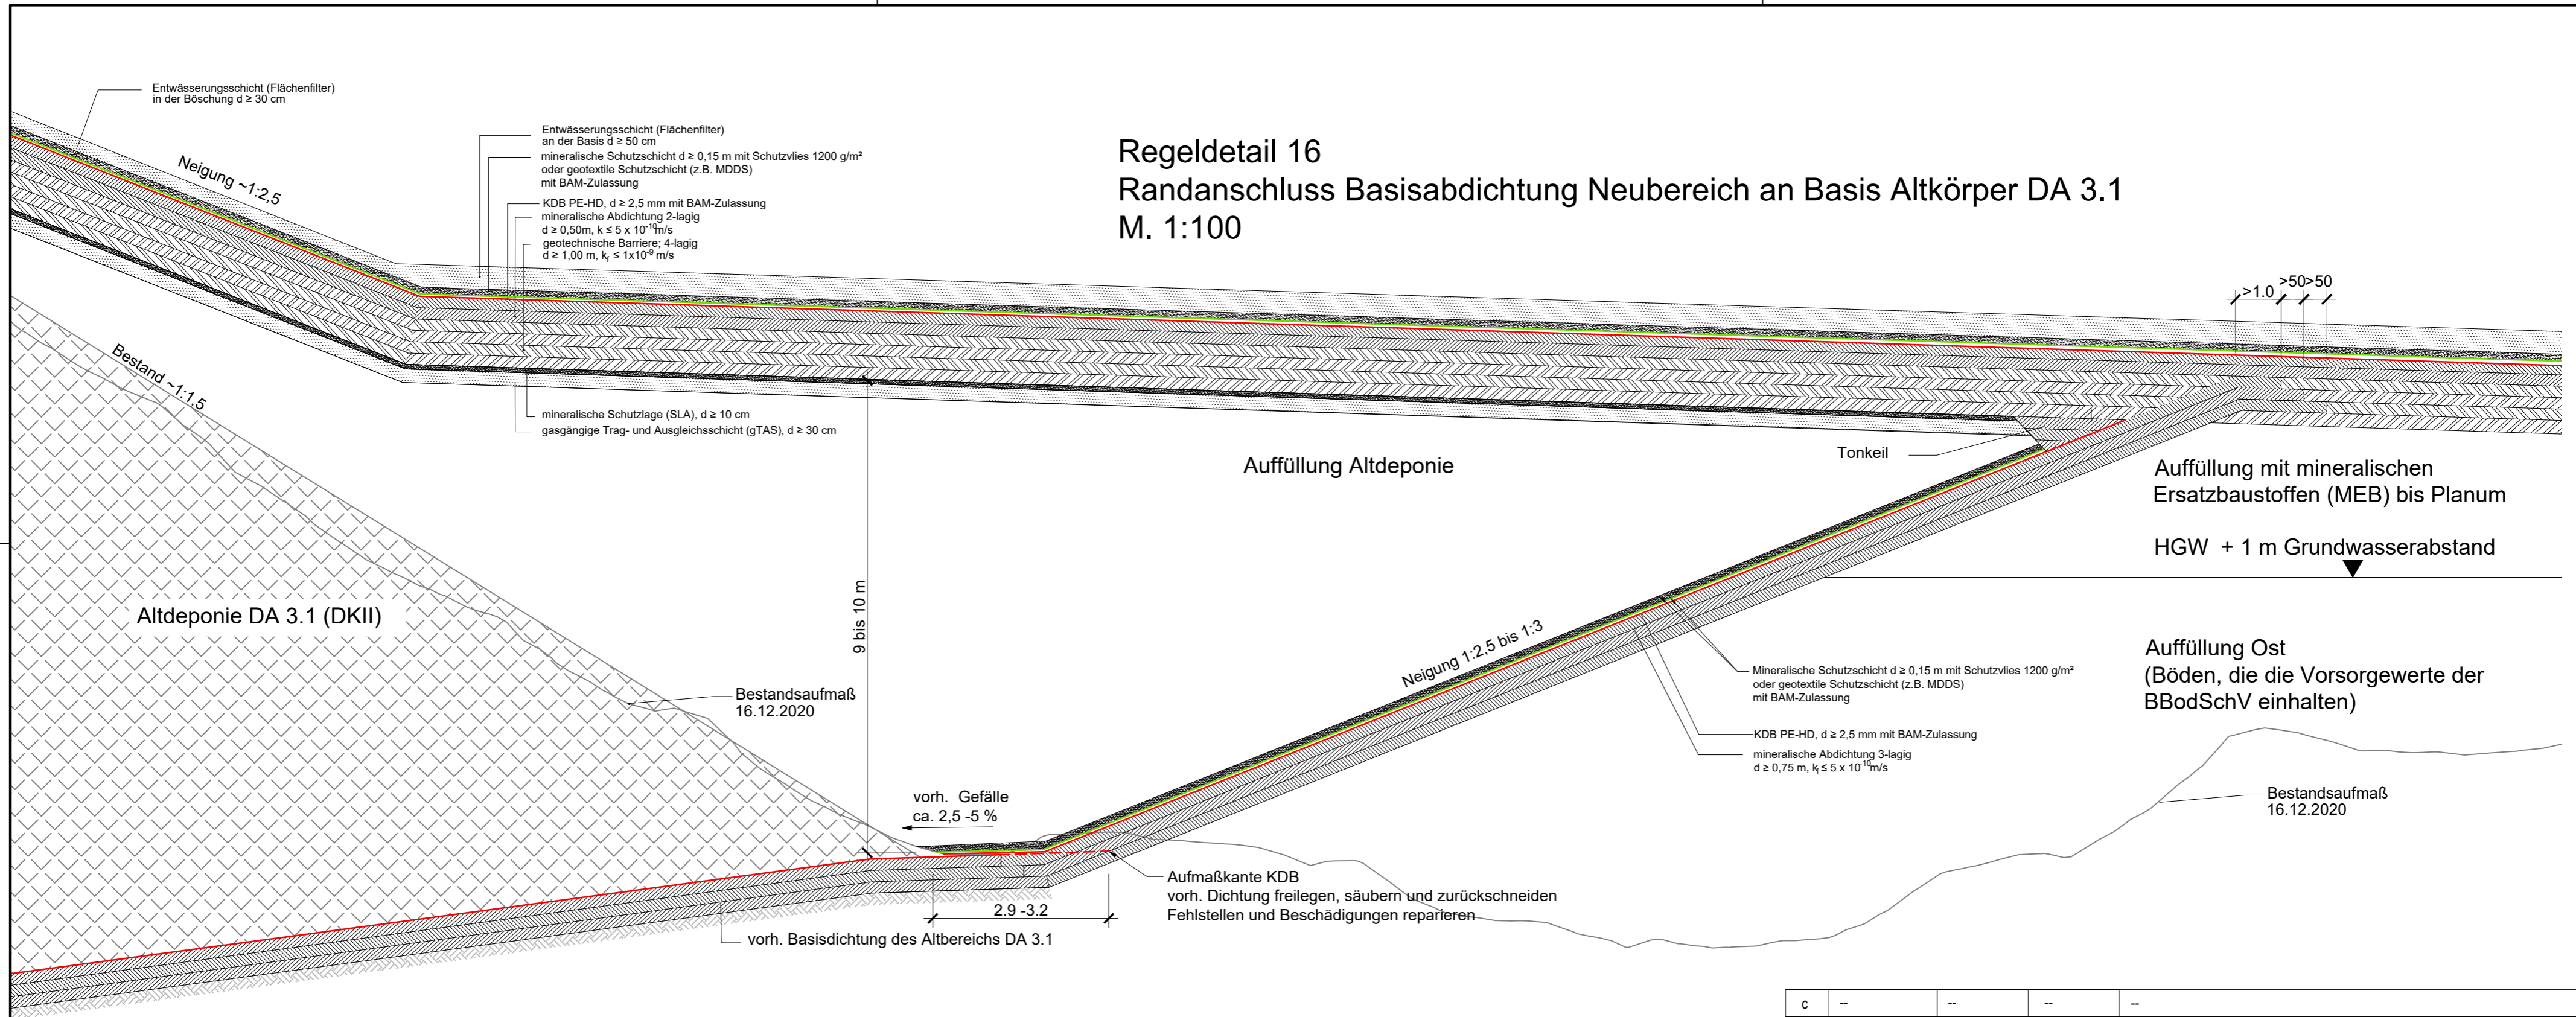 Entwässerungsschicht (Flächenfilter)
in der Böschung d ≥ 30 cm
Neigung ~1:2,5
Entwässerungsschicht (Flächenfilter)
an der Basis d ≥ 50 cm
mineralische Schutzschicht d ≥ 0,15 m mit Schutzvlies 1200 g/m²
oder geotextile Schutzschicht (z.B. MDDS)
mit BAM-Zulassung
KDB PE-HD, d ≥ 2,5 mm mit BAM-Zulassung
mineralische Abdichtung 2-lagig
d ≥ 0,50m, k ≤ 5 x 10⁻¹⁰m/s
geotechnische Barriere; 4-lagig
d ≥ 1,00 m, kf ≤ 1x10⁻⁹ m/s
Regeldetail 16
Randanschluss Basisabdichtung Neubereich an Basis Altkörper DA 3.1
M. 1:100
>1.0
>50
>50
Bestand ~1:1,5
mineralische Schutzlage (SLA), d ≥ 10 cm
gasgängige Trag- und Ausgleichsschicht (gTAS), d ≥ 30 cm
Auffüllung Altdeponie
Tonkeil
Auffüllung mit mineralischen
Ersatzbaustoffen (MEB) bis Planum
HGW + 1 m Grundwasserabstand
Altdeponie DA 3.1 (DKII)
9 bis 10 m
Neigung 1:2,5 bis 1:3
Auffüllung Ost
(Böden, die die Vorsorgewerte der
BBodSchV einhalten)
Mineralische Schutzschicht d ≥ 0,15 m mit Schutzvlies 1200 g/m²
oder geotextile Schutzschicht (z.B. MDDS)
mit BAM-Zulassung
Bestandsaufmaß
16.12.2020
KDB PE-HD, d ≥ 2,5 mm mit BAM-Zulassung
mineralische Abdichtung 3-lagig
d ≥ 0,75 m, kf ≤ 5 x 10⁻¹⁰m/s
vorh. Gefälle
ca. 2,5 -5 %
Bestandsaufmaß
16.12.2020
Aufmaßkante KDB
vorh. Dichtung freilegen, säubern und zurückschneiden
Fehlstellen und Beschädigungen reparieren
2.9 -3.2
vorh. Basisdichtung des Altbereichs DA 3.1
c -- -- -- --